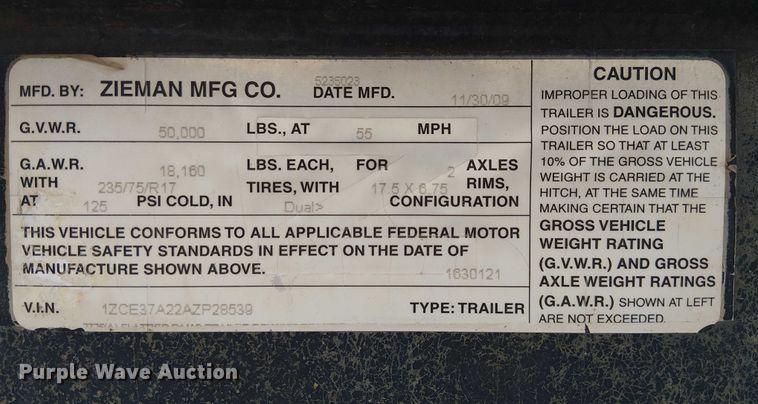 5235023
MFD. BY: ZIEMAN MFG CO. DATE MFD. 11/30/09
G.V.W.R. 50,000 LBS., AT 55 MPH
G.A.W.R. 18,160 LBS. EACH, FOR 2 AXLES
WITH 235/75/R17 TIRES, WITH 17.5 X 6.75 RIMS,
AT 125 PSI COLD, IN Dual> CONFIGURATION
THIS VEHICLE CONFORMS TO ALL APPLICABLE FEDERAL MOTOR
VEHICLE SAFETY STANDARDS IN EFFECT ON THE DATE OF
MANUFACTURE SHOWN ABOVE. 1630121
V.I.N. 1ZCE37A22AZP28539 TYPE: TRAILER
CAUTION
IMPROPER LOADING OF THIS
TRAILER IS DANGEROUS.
POSITION THE LOAD ON THIS
TRAILER SO THAT AT LEAST
10% OF THE GROSS VEHICLE
WEIGHT IS CARRIED AT THE
HITCH, AT THE SAME TIME
MAKING CERTAIN THAT THE
GROSS VEHICLE
WEIGHT RATING
(G.V.W.R.) AND GROSS
AXLE WEIGHT RATINGS
(G.A.W.R.) SHOWN AT LEFT
ARE NOT EXCEEDED.
Purple Wave Auction